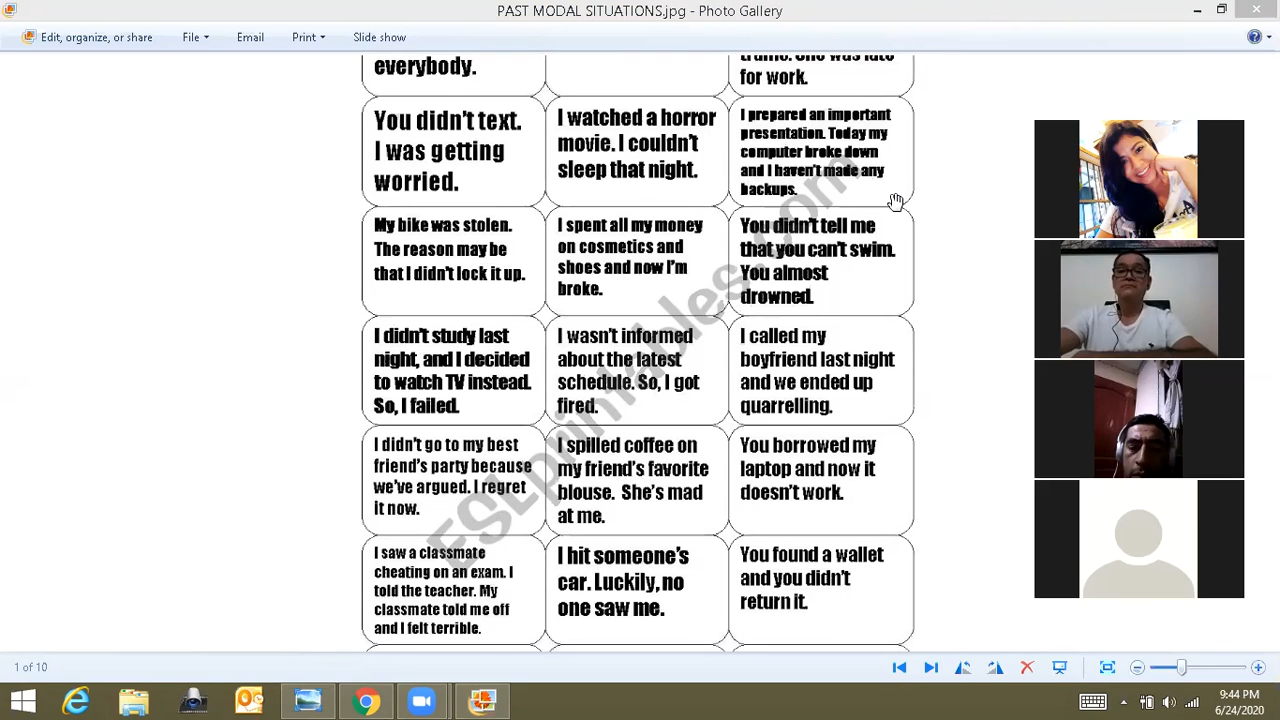 PAST MODAL SITUATIONS.jpg - Photo Gallery
Edit, organize, or share
File
Email
Print
Slide show
everybody.
for work.
You didn't text.
I was getting
worried.
I watched a horror
movie. I couldn't
sleep that night.
I prepared an important
presentation. Today my
computer broke down
and I haven't made any
backups.
My bike was stolen.
The reason may be
that I didn't lock it up.
I spent all my money
on cosmetics and
shoes and now I'm
broke.
You didn't tell me
that you can't swim.
You almost
drowned.
I didn't study last
night, and I decided
to watch TV instead.
So, I failed.
I wasn't informed
about the latest
schedule. So, I got
fired.
I called my
boyfriend last night
and we ended up
quarrelling.
I didn't go to my best
friend's party because
we've argued. I regret
it now.
I spilled coffee on
my friend's favorite
blouse. She's mad
at me.
You borrowed my
laptop and now it
doesn't work.
I saw a classmate
cheating on an exam. I
told the teacher. My
classmate told me off
and I felt terrible.
I hit someone's
car. Luckily, no
one saw me.
You found a wallet
and you didn't
return it.
ESLprintables.com
1 of 10
9:44 PM
6/24/2020